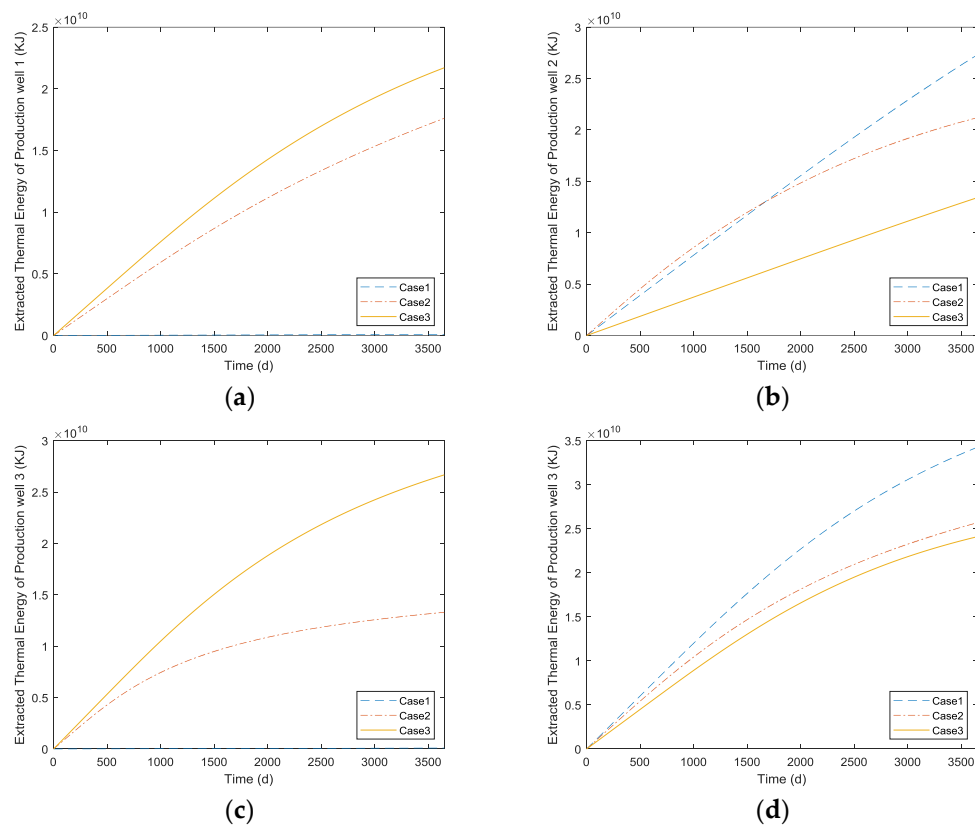 ×10^10
2.5
2
1.5
1
0.5
0
Extracted Thermal Energy of Production well 1 (KJ)
Case1
Case2
Case3
0 500 1000 1500 2000 2500 3000 3500
Time (d)
(a)
×10^10
3
2.5
2
1.5
1
0.5
0
Extracted Thermal Energy of Production well 2 (KJ)
Case1
Case2
Case3
0 500 1000 1500 2000 2500 3000 3500
Time (d)
(b)
×10^10
3
2.5
2
1.5
1
0.5
0
Extracted Thermal Energy of Production well 3 (KJ)
Case1
Case2
Case3
0 500 1000 1500 2000 2500 3000 3500
Time (d)
(c)
×10^10
3.5
3
2.5
2
1.5
1
0.5
0
Extracted Thermal Energy of Production well 3 (KJ)
Case1
Case2
Case3
0 500 1000 1500 2000 2500 3000 3500
Time (d)
(d)